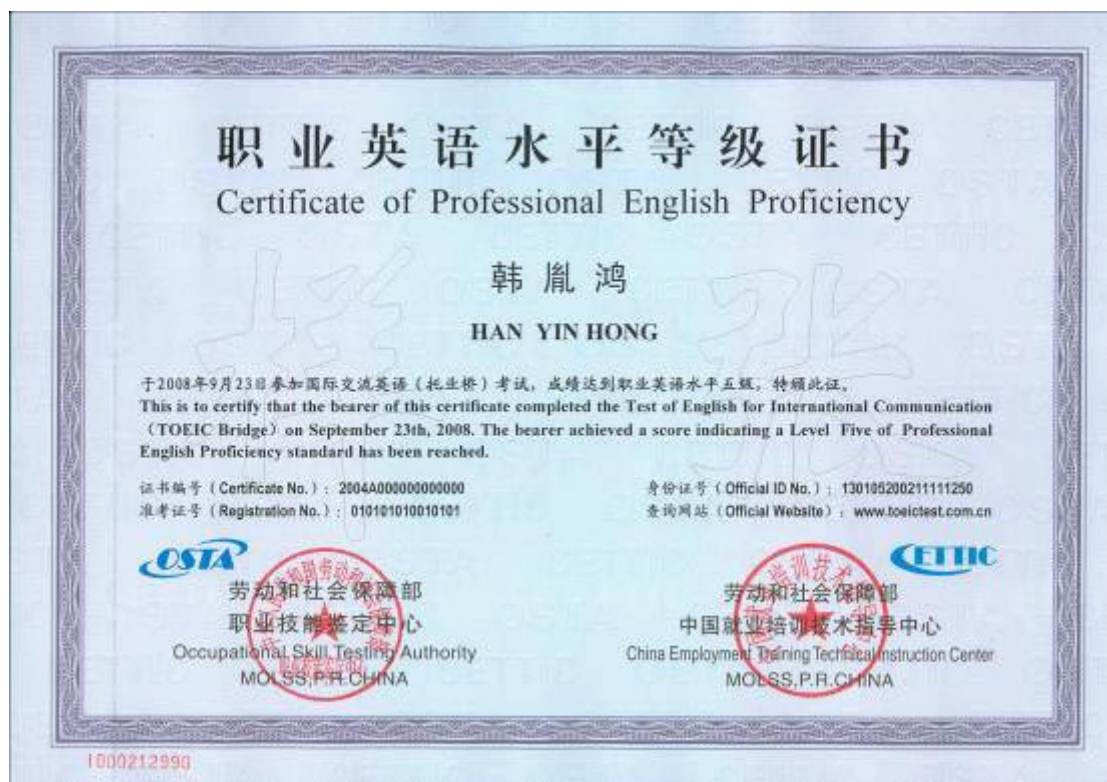 职业英语水平等级证书
Certificate of Professional English Proficiency
韩胤鸿
HAN YIN HONG
于2008年9月23日参加国际交流英语(托业桥)考试,成绩达到职业英语水平五级,特颁此证。
This is to certify that the bearer of this certificate completed the Test of English for International Communication
(TOEIC Bridge) on September 23th, 2008. The bearer achieved a score indicating a Level Five of Professional
English Proficiency standard has been reached.
证书编号(Certificate No.):2004A000000000000
身份证号(Official ID No.):130105200211111250
准考证号(Registration No.):010101010010101
查询网站(Official Website):www.toeictest.com.cn
OSTA
CETTIC
劳动和社会保障部
职业技能鉴定中心
Occupational Skill Testing Authority
MOLSS,P.R.CHINA
劳动和社会保障部
中国就业培训技术指导中心
China Employment Training Technical Instruction Center
MOLSS,P.R.CHINA
样张
1000212990